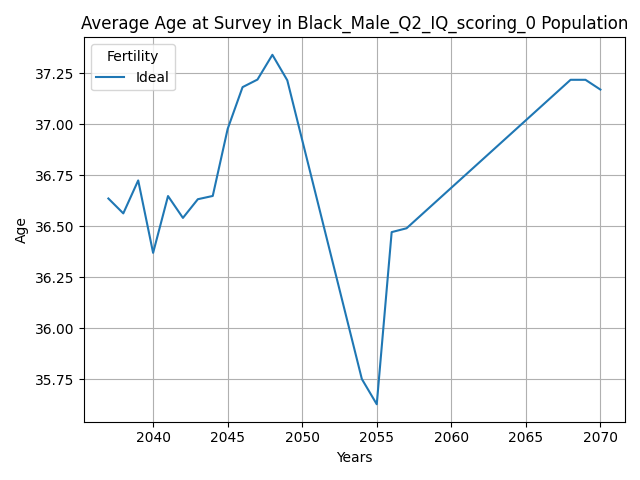 Average Age at Survey in Black_Male_Q2_IQ_scoring_0 Population
Fertility
Ideal
37.25
37.00
36.75
36.50
36.25
36.00
35.75
Age
2040 2045 2050 2055 2060 2065 2070
Years